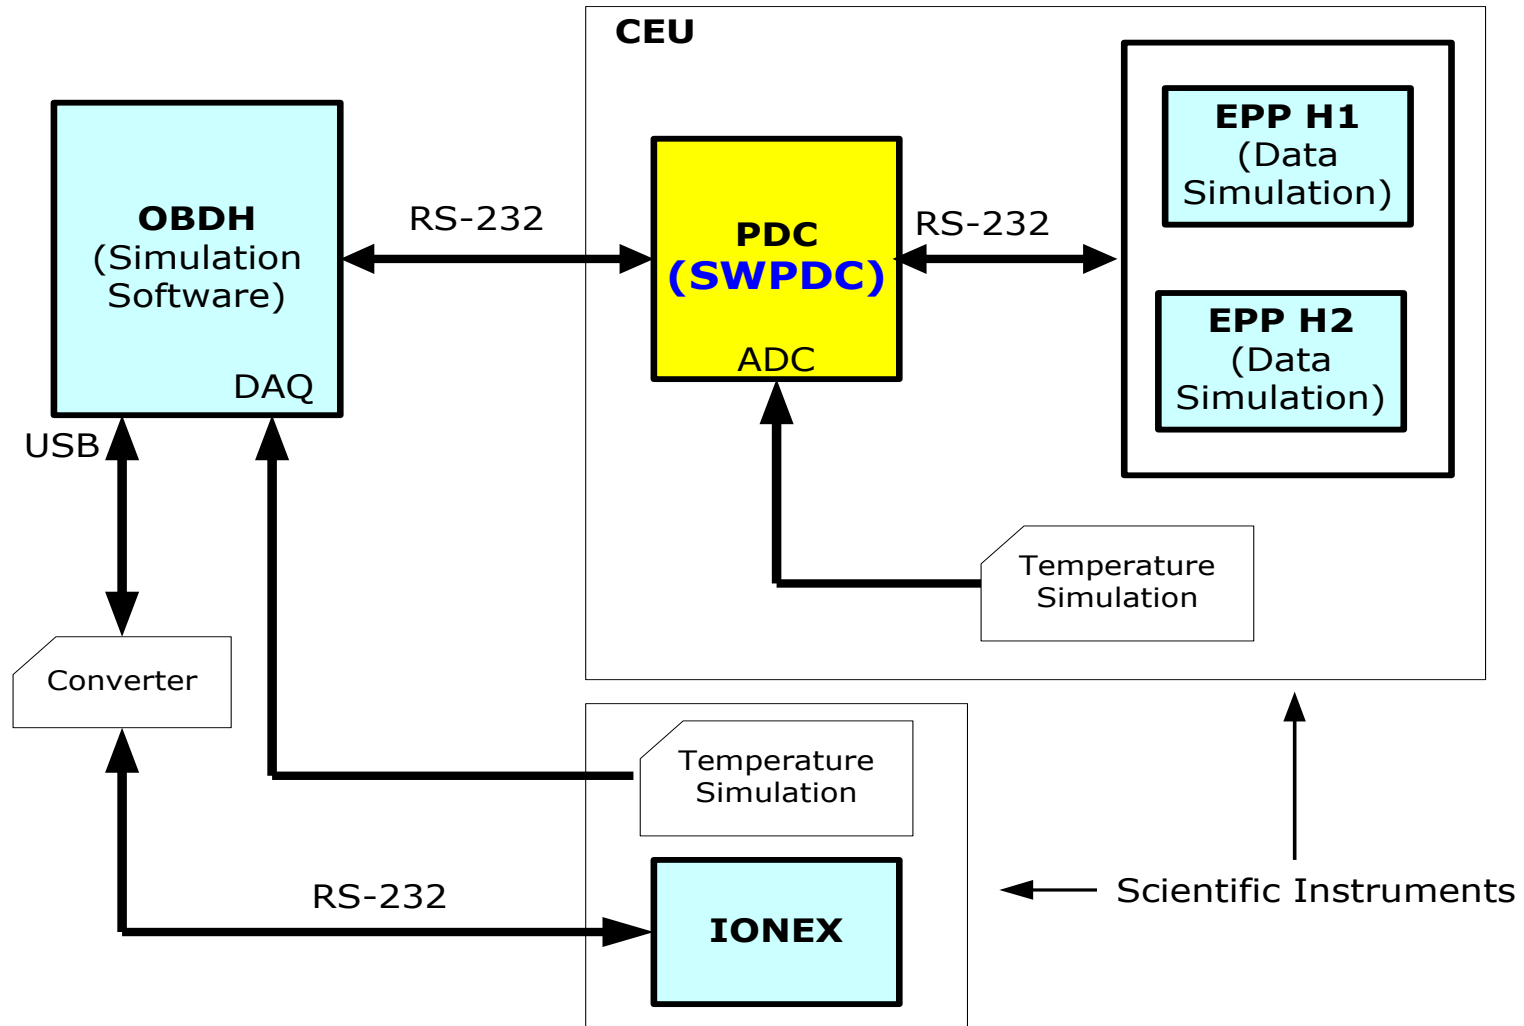 CEU
EPP H1
(Data
Simulation)
OBDH
(Simulation
Software)
DAQ
RS-232
PDC
(SWPDC)
ADC
RS-232
EPP H2
(Data
Simulation)
USB
Temperature
Simulation
Converter
Temperature
Simulation
RS-232
IONEX
Scientific Instruments